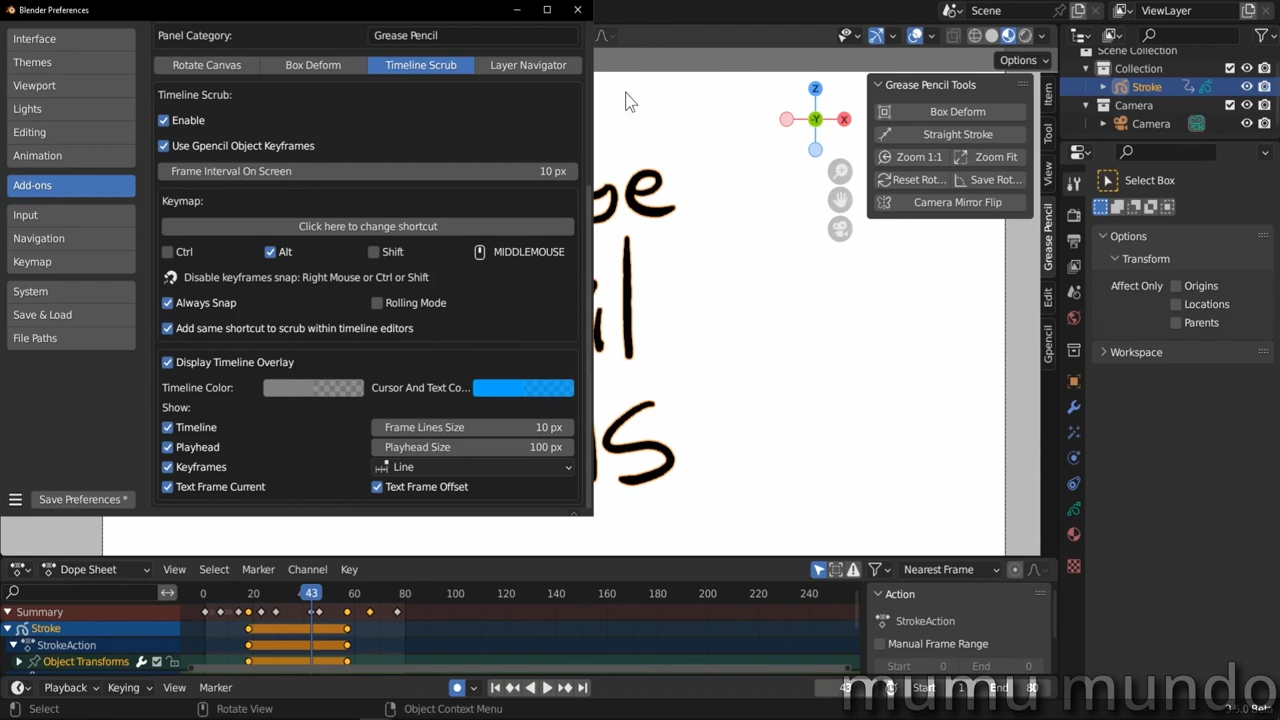 Blender Preferences
Interface
Themes
Viewport
Lights
Editing
Animation
Add-ons
Input
Navigation
Keymap
System
Save & Load
File Paths
Save Preferences *
Panel Category:
Grease Pencil
Rotate Canvas
Box Deform
Timeline Scrub
Layer Navigator
Timeline Scrub:
Enable
Use Gpencil Object Keyframes
Frame Interval On Screen 10 px
Keymap:
Click here to change shortcut
Ctrl Alt Shift MIDDLEMOUSE
Disable keyframes snap: Right Mouse or Ctrl or Shift
Always Snap Rolling Mode
Add same shortcut to scrub within timeline editors
Display Timeline Overlay
Timeline Color: Cursor And Text Co...
Show:
Timeline Frame Lines Size 10 px
Playhead Playhead Size 100 px
Keyframes Line
Text Frame Current Text Frame Offset
Scene
ViewLayer
Options
Z
-Y
X
Grease Pencil Tools
Box Deform
Straight Stroke
Zoom 1:1 Zoom Fit
Reset Rot... Save Rot...
Camera Mirror Flip
Item
Tool
View
Grease Pencil
Edit
Gpencil
Scene Collection
Collection
Stroke
Camera
Camera
Select Box
Options
Transform
Affect Only Origins
Locations
Parents
Workspace
Dope Sheet View Select Marker Channel Key Nearest Frame
0 20 43 60 80 100 120 140 160 180 200 220 240
Summary
Stroke
StrokeAction
Object Transforms
Action
StrokeAction
Manual Frame Range
Start 0 End 0
Playback Keying View Marker 43 Start 1 End 80
mumu mundo
Select Rotate View Object Context Menu
3.5.0 Beta